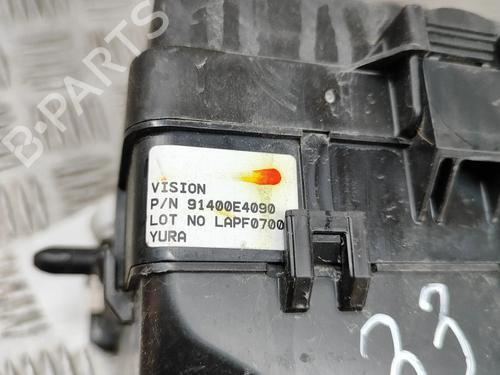 B-PARTS
VISION
P/N 91400E4090
LOT NO LAPF0700
YURA
33